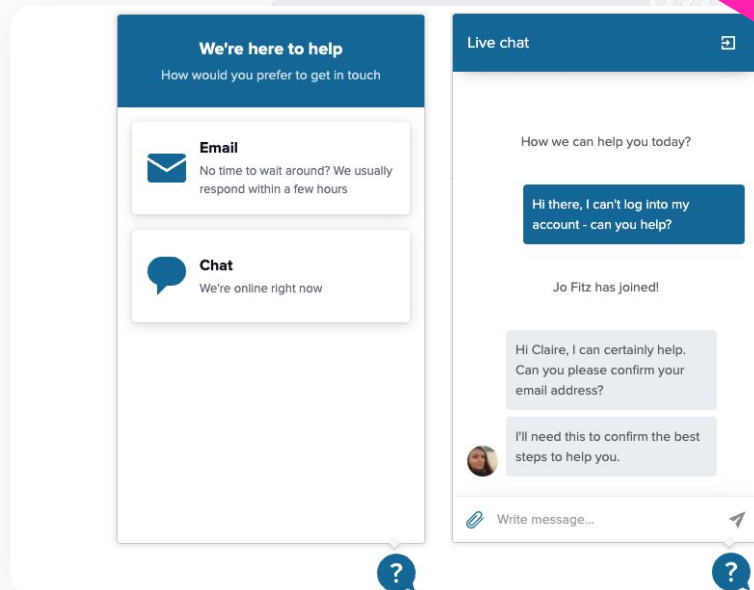 We're here to help
How would you prefer to get in touch
Email
No time to wait around? We usually
respond within a few hours
Chat
We're online right now
?
Live chat
How we can help you today?
Hi there, I can't log into my
account - can you help?
Jo Fitz has joined!
Hi Claire, I can certainly help.
Can you please confirm your
email address?
I'll need this to confirm the best
steps to help you.
Write message...
?